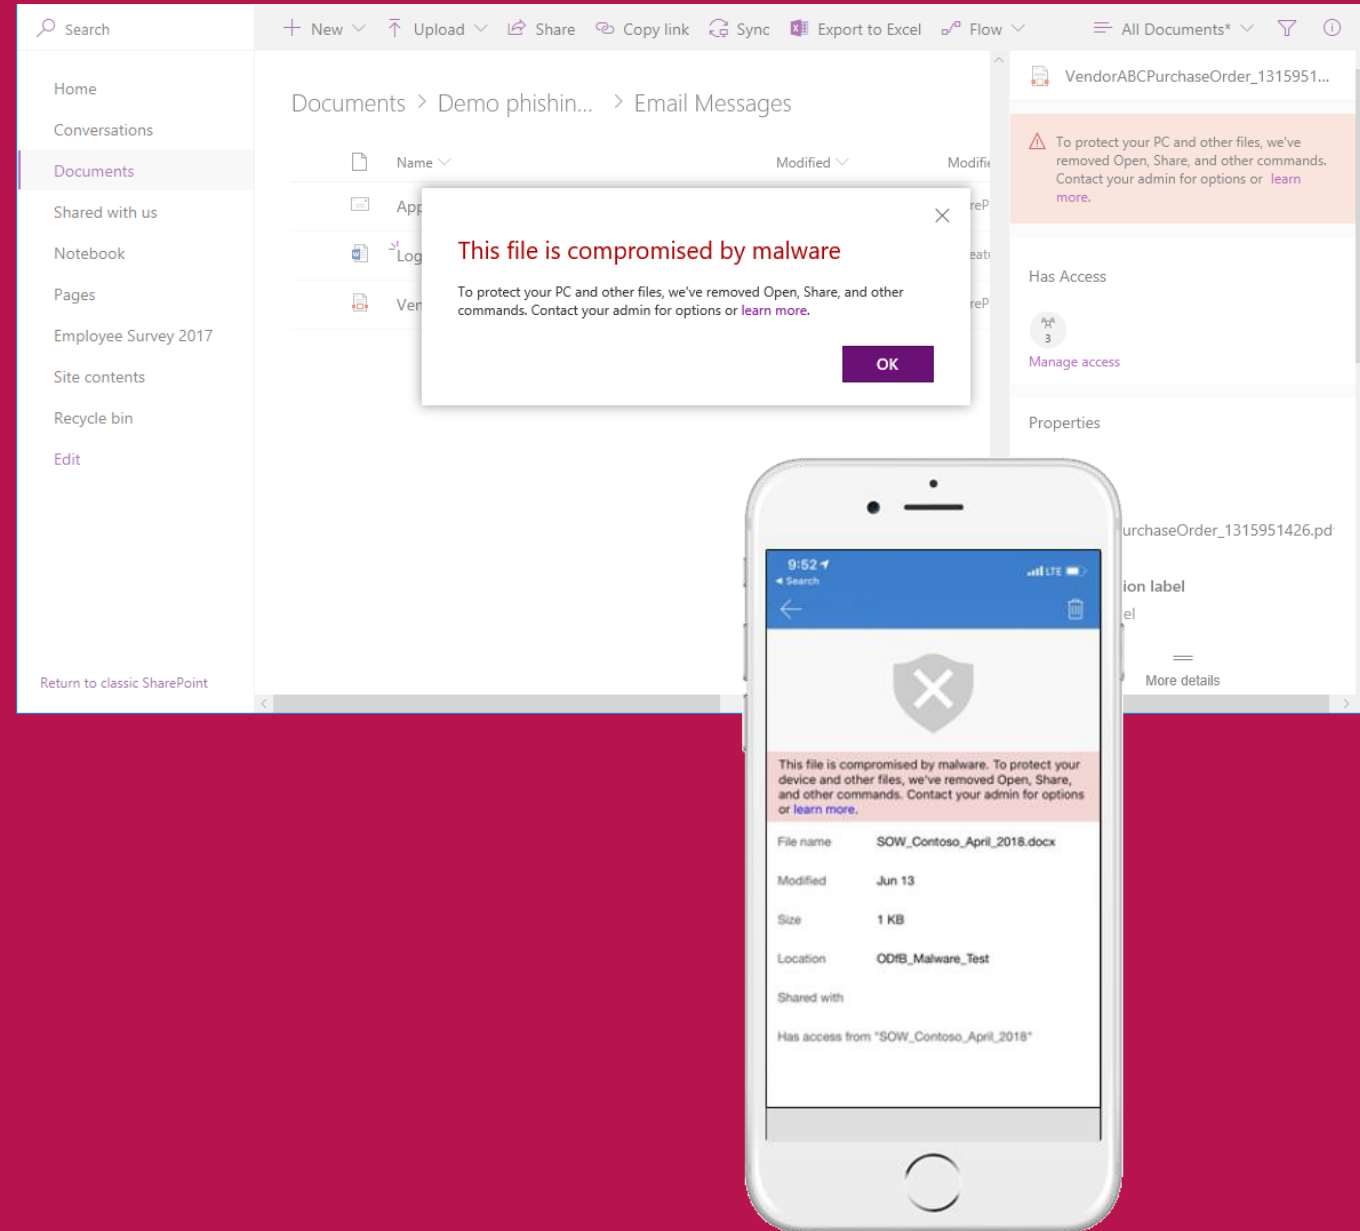 Search
New
Upload
Share
Copy link
Sync
Export to Excel
Flow
All Documents*
Home
Conversations
Documents
Shared with us
Notebook
Pages
Employee Survey 2017
Site contents
Recycle bin
Edit
Return to classic SharePoint
Documents > Demo phishin... > Email Messages
Name
Modified
Modifie
App
Log
Ven
This file is compromised by malware
To protect your PC and other files, we've removed Open, Share, and other
commands. Contact your admin for options or learn more.
OK
VendorABCPurchaseOrder_1315951...
To protect your PC and other files, we've
removed Open, Share, and other commands.
Contact your admin for options or learn
more.
Has Access
3
Manage access
Properties
urchaseOrder_1315951426.pd
ion label
el
More details
9:52
LTE
Search
This file is compromised by malware. To protect your
device and other files, we've removed Open, Share,
and other commands. Contact your admin for options
or learn more.
File name SOW_Contoso_April_2018.docx
Modified Jun 13
Size 1 KB
Location ODfB_Malware_Test
Shared with
Has access from "SOW_Contoso_April_2018"